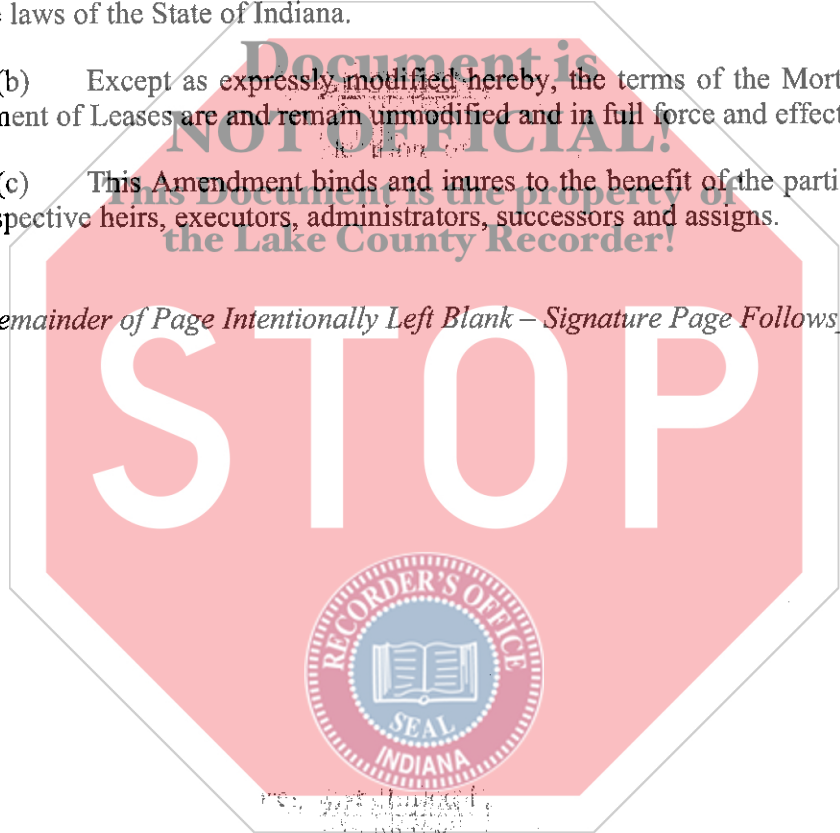 laws of the State of Indiana.
Document is
(b) Except as expressly modified hereby, the terms of the Mort
ment of Leases are and remain unmodified and in full force and effect
NOT OFFICIAL!
(c) This Amendment binds and inures to the benefit of the parti
This Document is the property of
spective heirs, executors, administrators, successors and assigns.
the Lake County Recorder!
emainder of Page Intentionally Left Blank – Signature Page Follows
STOP
RECORDER'S OFFICE
SEAL
INDIANA